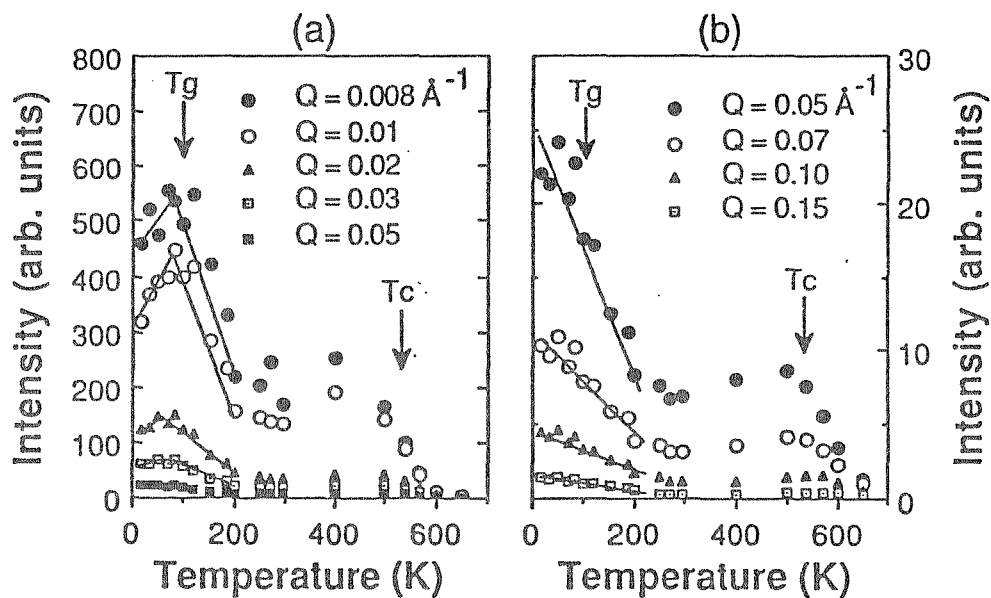 (a)
(b)
800
700
600
500
400
300
200
100
0
Intensity (arb. units)
Tg
Q = 0.008 Å⁻¹
Q = 0.01
Q = 0.02
Q = 0.03
Q = 0.05
Tc
0 200 400 600
Temperature (K)
Tg
Q = 0.05 Å⁻¹
Q = 0.07
Q = 0.10
Q = 0.15
Tc
0 200 400 600
Temperature (K)
30
20
10
0
Intensity (arb. units)